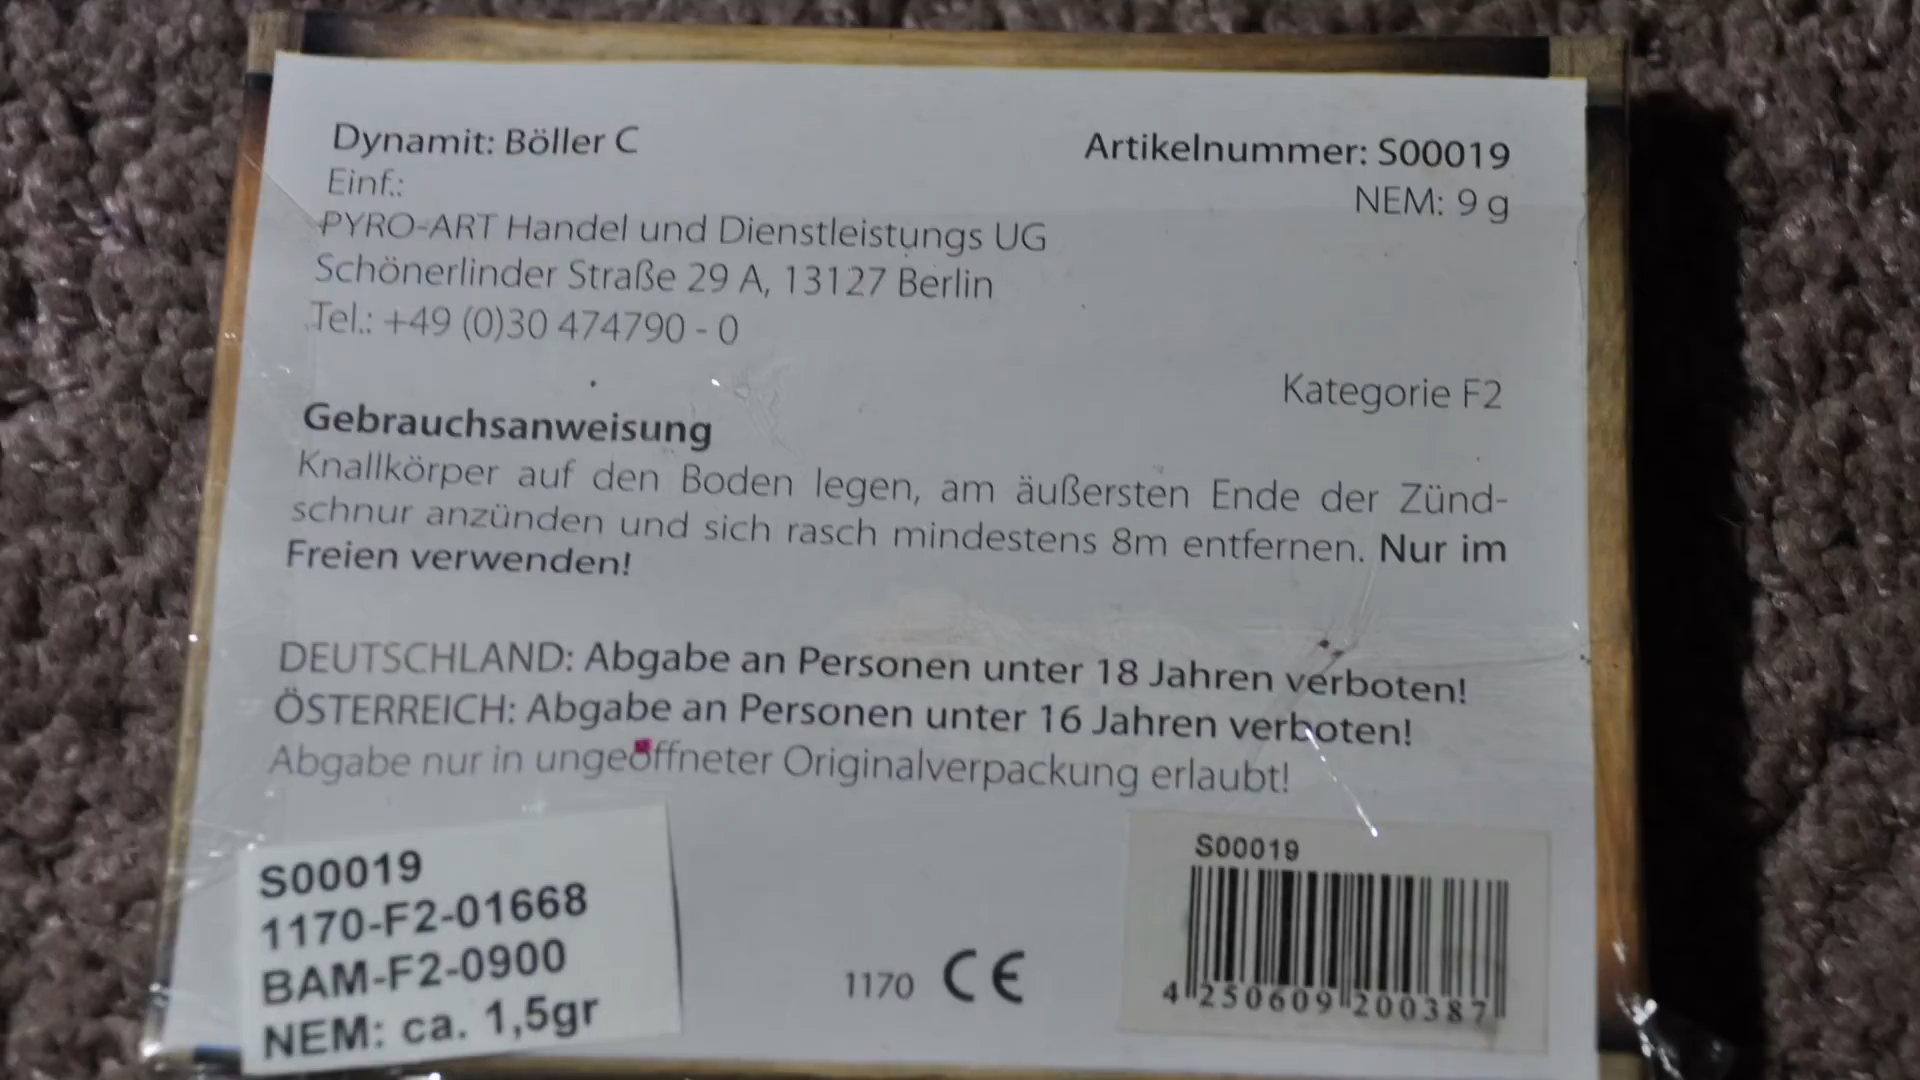 Dynamit: Böller C
Artikelnummer: S00019
Einf.:
NEM: 9 g
PYRO-ART Handel und Dienstleistungs UG
Schönerlinder Straße 29 A, 13127 Berlin
Tel.: +49 (0)30 474790 - 0
Kategorie F2
Gebrauchsanweisung
Knallkörper auf den Boden legen, am äußersten Ende der Zünd-
schnur anzünden und sich rasch mindestens 8m entfernen. Nur im
Freien verwenden!
DEUTSCHLAND: Abgabe an Personen unter 18 Jahren verboten!
ÖSTERREICH: Abgabe an Personen unter 16 Jahren verboten!
Abgabe nur in ungeöffneter Originalverpackung erlaubt!
S00019
1170-F2-01668
BAM-F2-0900
NEM: ca. 1,5gr
1170 CE
S00019
4 250609 200387